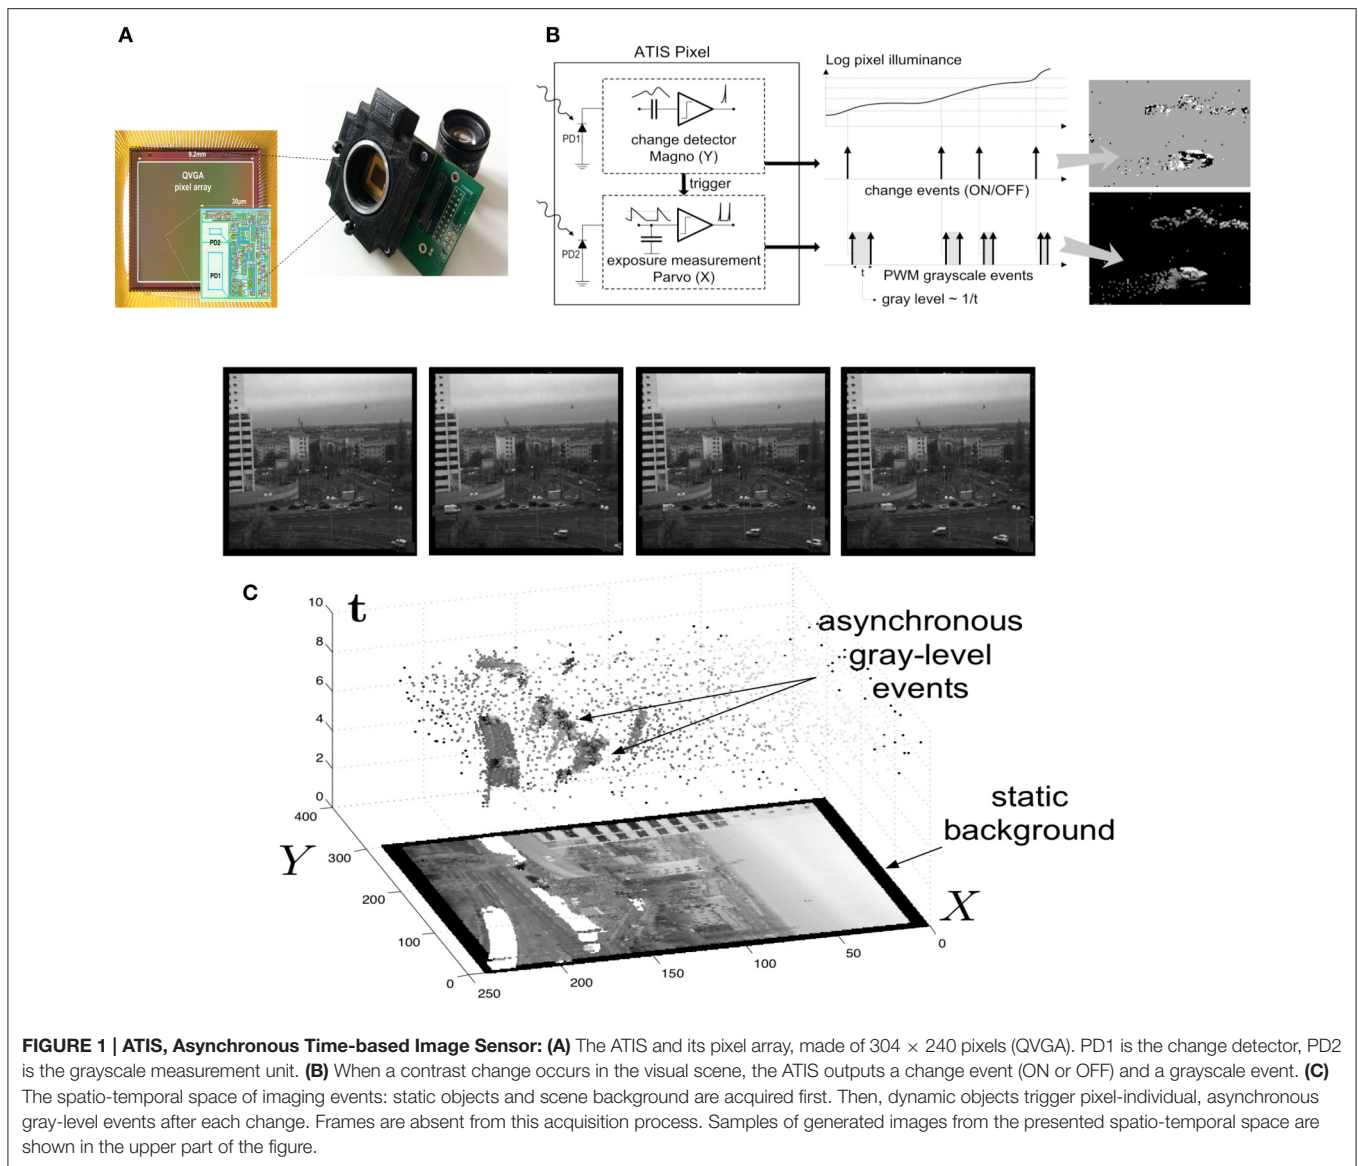 A
9.2mm
QVGA
pixel array
30µm
PD2
PD1
B
ATIS Pixel
PD1
change detector
Magno (Y)
trigger
PD2
exposure measurement
Parvo (X)
Log pixel illuminance
change events (ON/OFF)
t
PWM grayscale events
gray level ~ 1/t
C
t
10
8
6
4
2
0
400
300
200
100
0
Y
250
200
150
100
50
0
X
asynchronous
gray-level
events
static
background
FIGURE 1 | ATIS, Asynchronous Time-based Image Sensor: (A) The ATIS and its pixel array, made of 304 × 240 pixels (QVGA). PD1 is the change detector, PD2
is the grayscale measurement unit. (B) When a contrast change occurs in the visual scene, the ATIS outputs a change event (ON or OFF) and a grayscale event. (C)
The spatio-temporal space of imaging events: static objects and scene background are acquired first. Then, dynamic objects trigger pixel-individual, asynchronous
gray-level events after each change. Frames are absent from this acquisition process. Samples of generated images from the presented spatio-temporal space are
shown in the upper part of the figure.